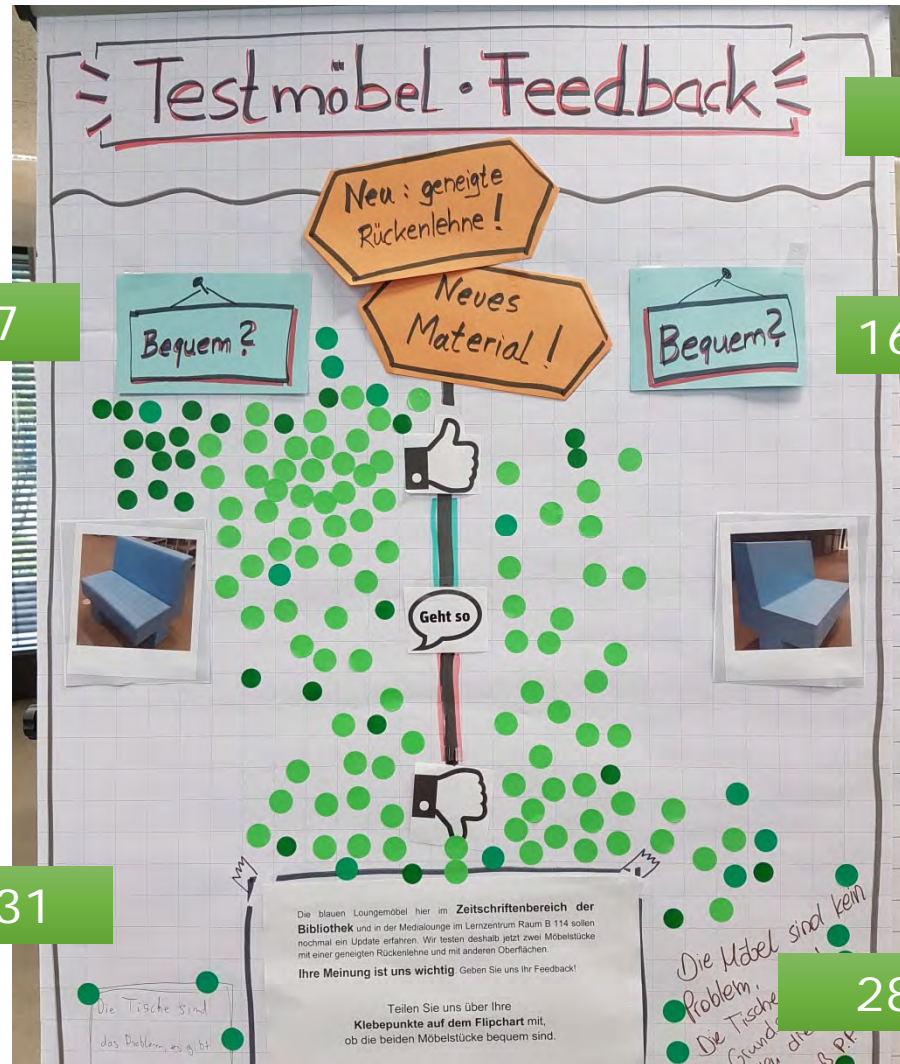 Testmöbel · Feedback
Neu: geneigte
Rückenlehne!
Neues
Material!
Bequem?
Bequem?
7
16
Geht so
31
Die blauen Loungemöbel hier im Zeitschriftenbereich der
Bibliothek und in der Medialounge im Lernzentrum Raum B 114 sollen
nochmal ein Update erfahren. Wir testen deshalb jetzt zwei Möbelstücke
mit einer geneigten Rückenlehne und mit anderen Oberflächen.
Ihre Meinung ist uns wichtig. Geben Sie uns Ihr Feedback!
Teilen Sie uns über Ihre
Klebepunkte auf dem Flipchart mit,
ob die beiden Möbelstücke bequem sind.
Die Tische sind
das Problem, es gibt
Die Möbel sind kein
Problem,
Die Tische
28